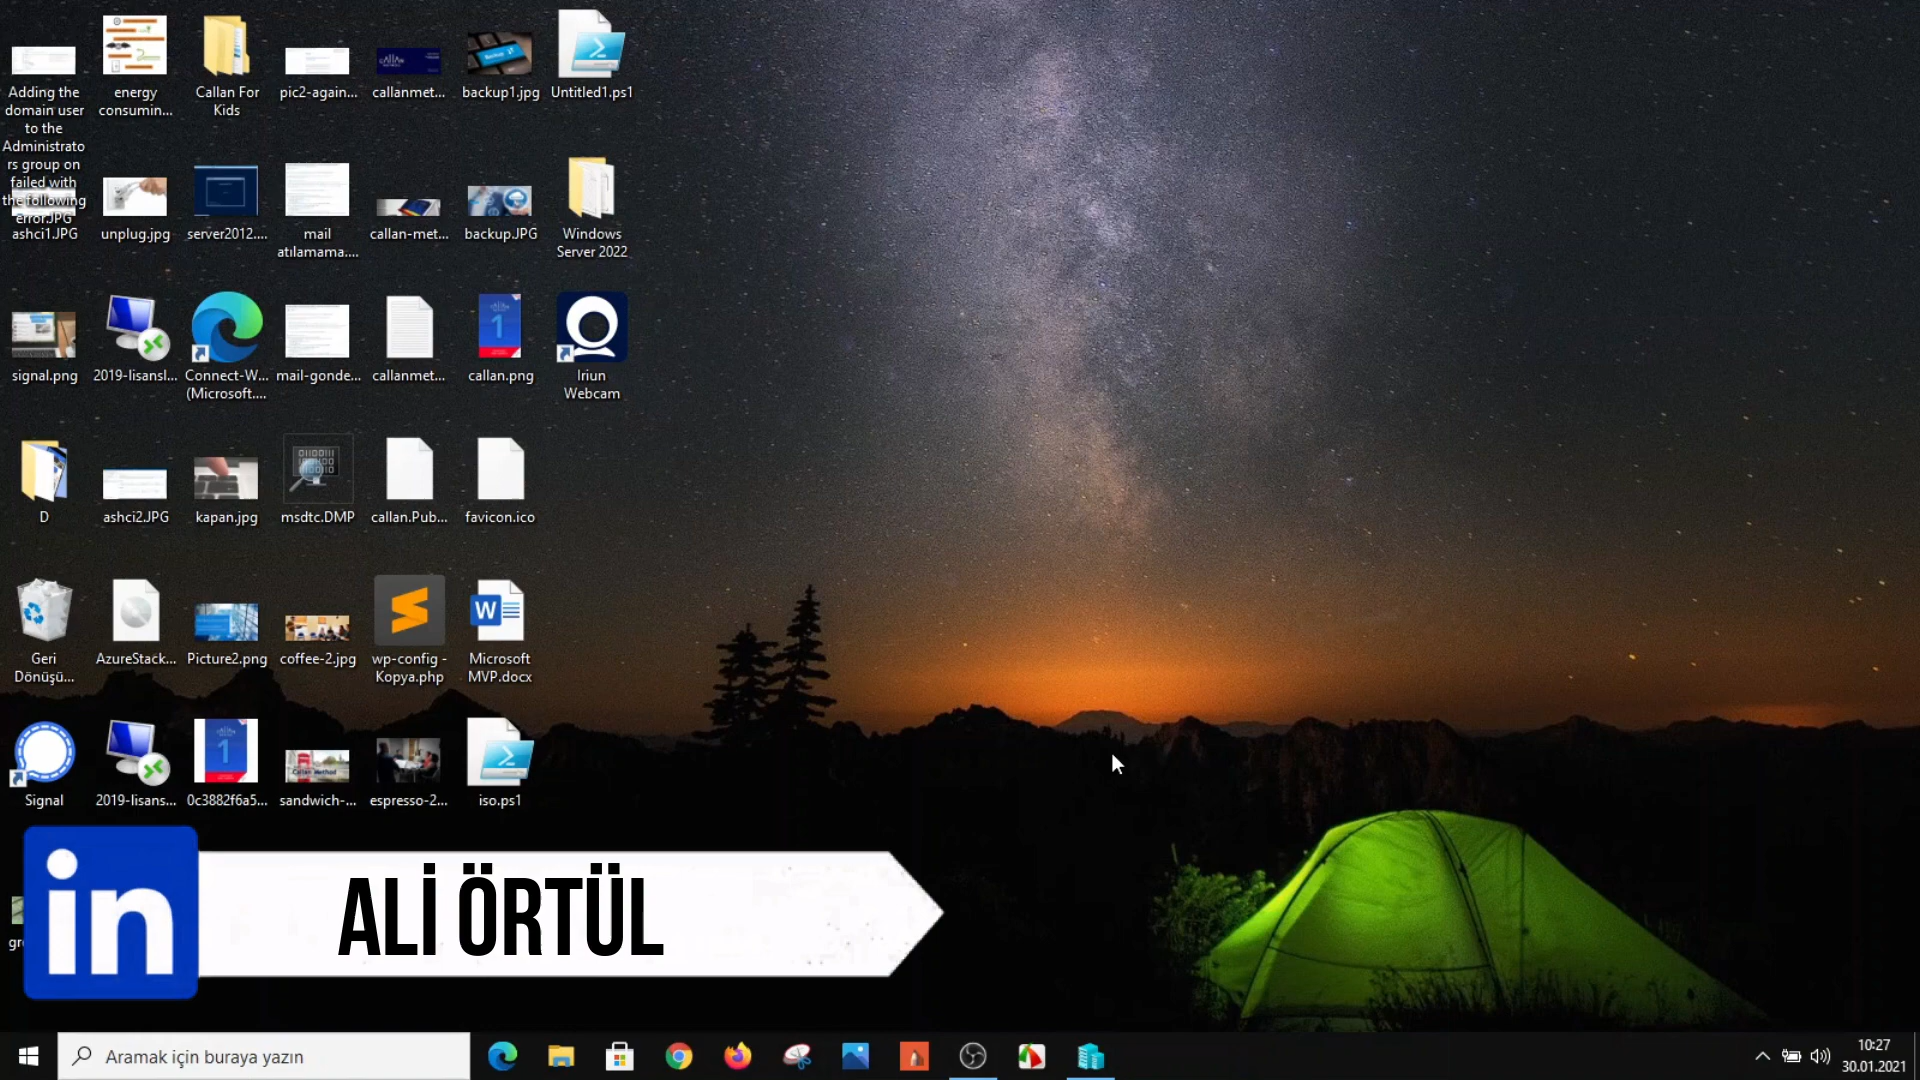 Adding the
domain user
to the
Administrato
rs group on
failed with
the following
error.JPG
energy
consumin...
Callan For
Kids
pic2-again...
callanmet...
backup1.jpg
Untitled1.ps1
ashci1.JPG
unplug.jpg
server2012....
mail
atılamama....
callan-met...
backup.JPG
Windows
Server 2022
signal.png
2019-lisansl...
Connect-W...
(Microsoft....
mail-gonde...
callanmet...
callan.png
Iriun
Webcam
D
ashci2.JPG
kapan.jpg
msdtc.DMP
callan.Pub...
favicon.ico
Geri
Dönüşü...
AzureStack...
Picture2.png
coffee-2.jpg
wp-config -
Kopya.php
Microsoft
MVP.docx
Signal
2019-lisans...
0c3882f6a5...
sandwich-...
espresso-2...
iso.ps1
in
ALİ ÖRTÜL
Aramak için buraya yazın
10:27
30.01.2021